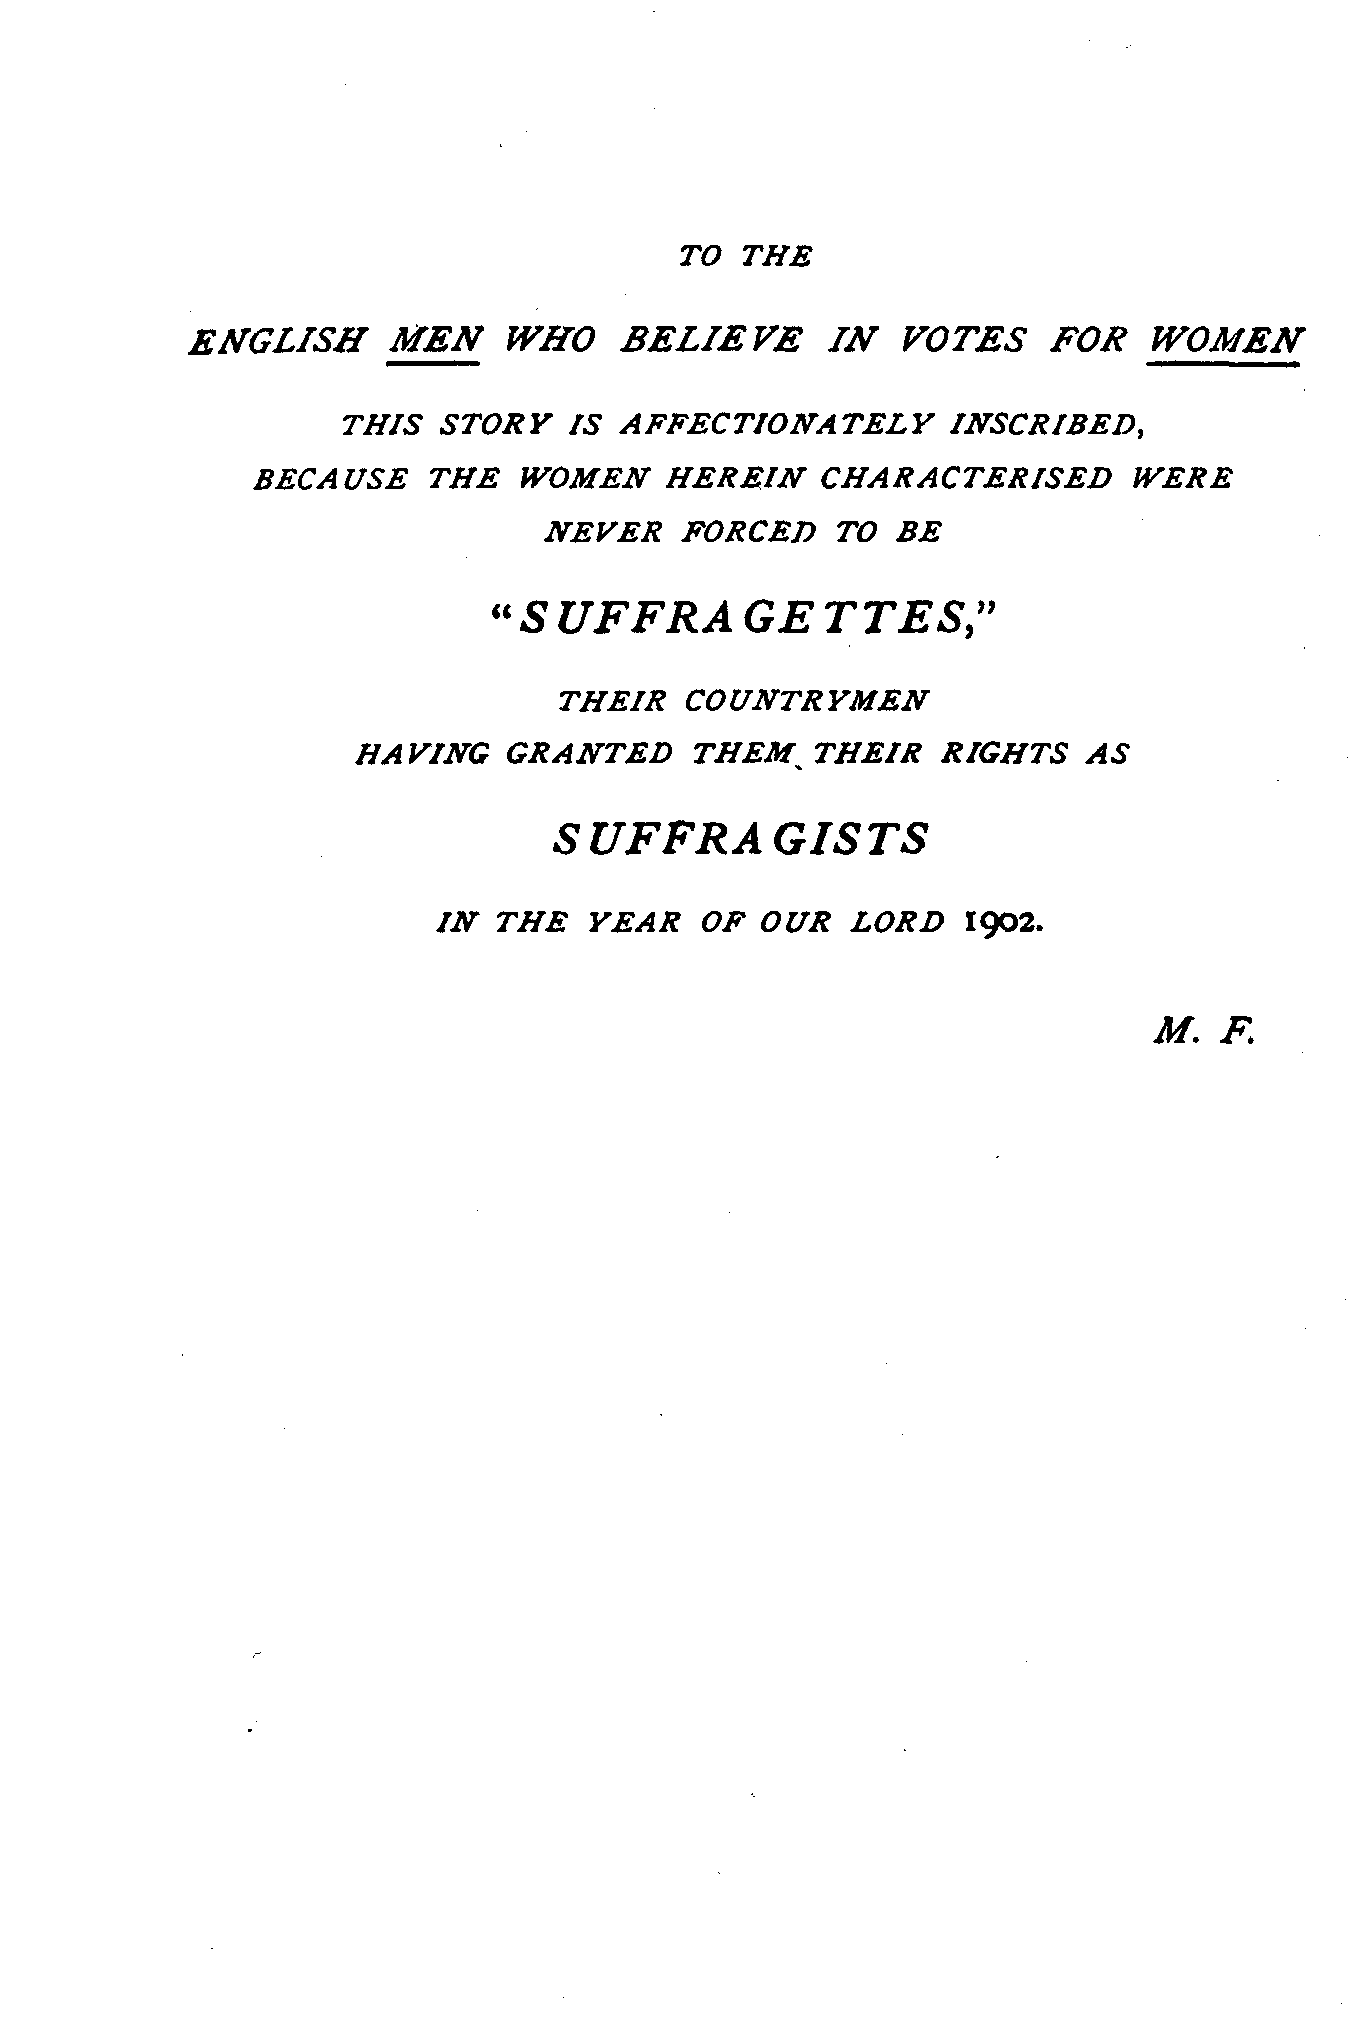 TO THE
ENGLISH MEN WHO BELIEVE IN VOTES FOR WOMEN
THIS STORY IS AFFECTIONATELY INSCRIBED,
BECAUSE THE WOMEN HEREIN CHARACTERISED WERE
NEVER FORCED TO BE
“SUFFRAGETTES,”
THEIR COUNTRYMEN
HAVING GRANTED THEM THEIR RIGHTS AS
SUFFRAGISTS
IN THE YEAR OF OUR LORD 1902.
M. F.